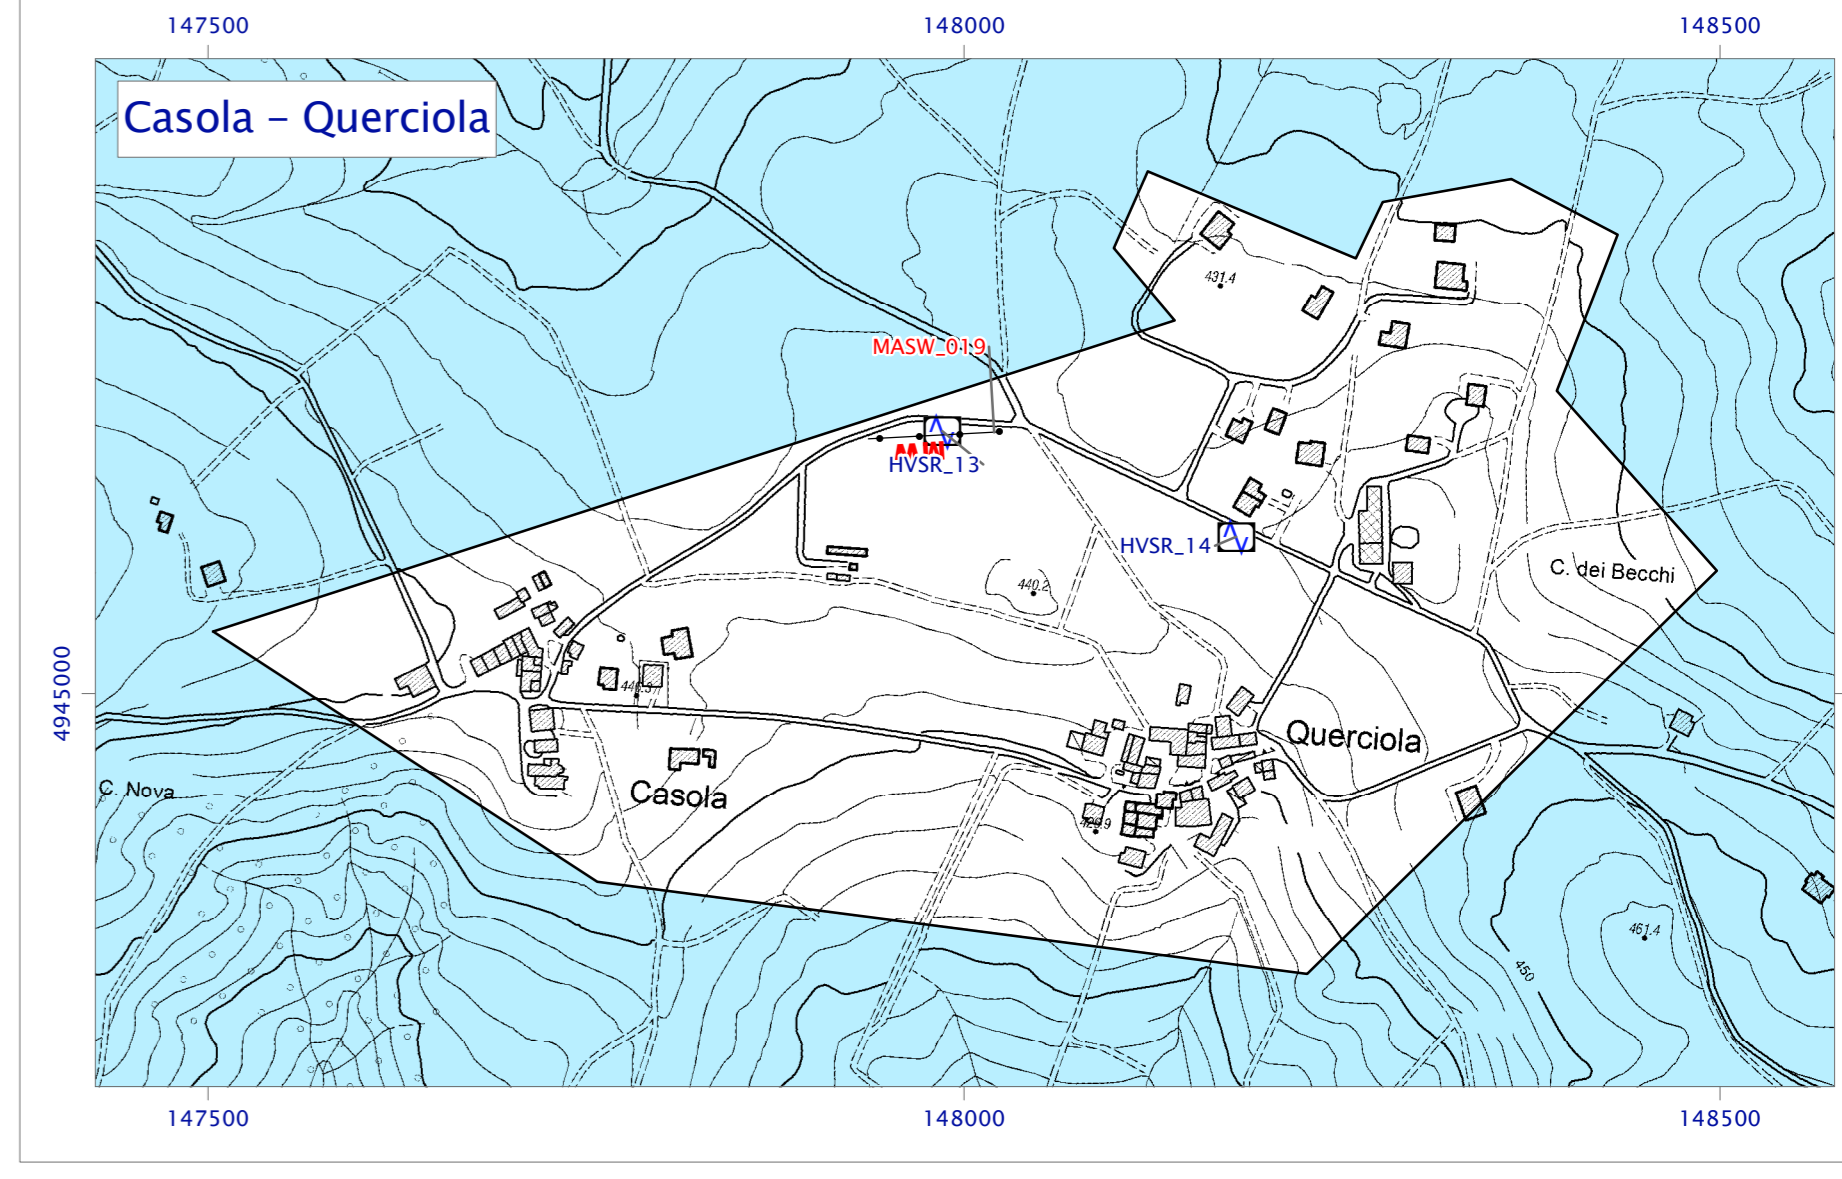 147500 148000 148500
Casola – Querciola
431.4
MASW_019
HVSR_13
HVSR_14
C. dei Becchi
440.2
4945000
Querciola
C. Nova
Casola
461.4
450
147500 148000 148500